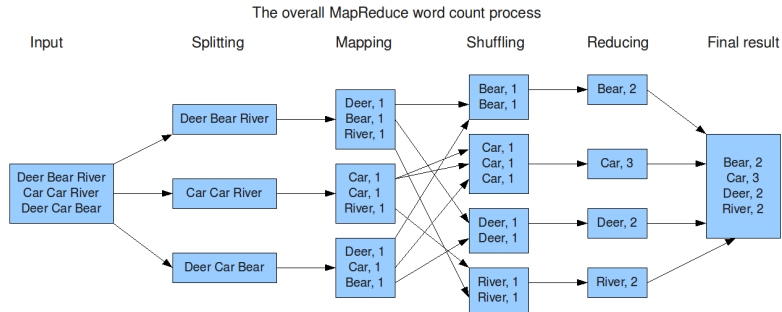 The overall MapReduce word count process
Input
Splitting
Mapping
Shuffling
Reducing
Final result
Deer Bear River
Car Car River
Deer Car Bear
Deer Bear River
Car Car River
Deer Car Bear
Deer, 1
Bear, 1
River, 1
Car, 1
Car, 1
River, 1
Deer, 1
Car, 1
Bear, 1
Bear, 1
Bear, 1
Car, 1
Car, 1
Car, 1
Deer, 1
Deer, 1
River, 1
River, 1
Bear, 2
Car, 3
Deer, 2
River, 2
Bear, 2
Car, 3
Deer, 2
River, 2